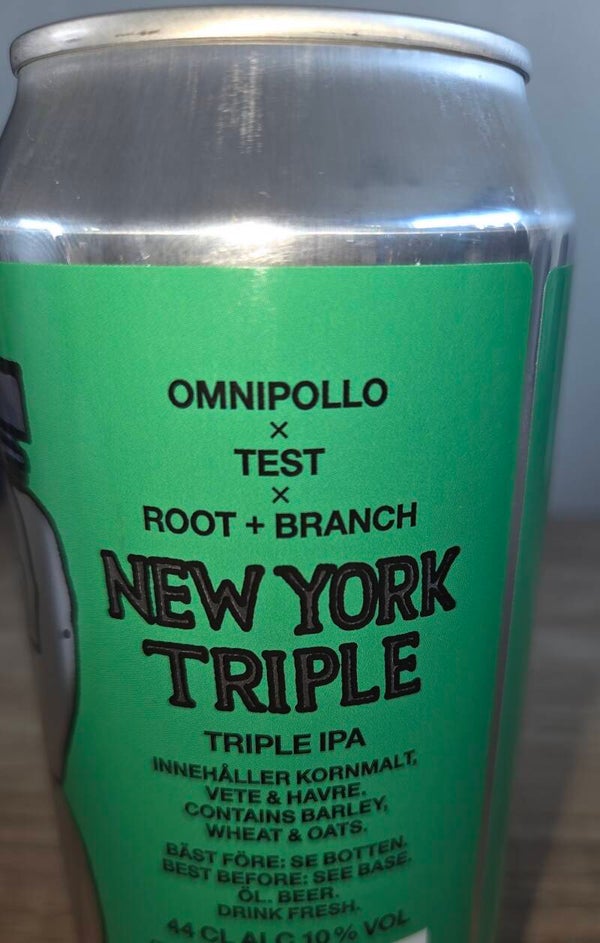 OMNIPOLLO
×
TEST
×
ROOT + BRANCH
NEW YORK
TRIPLE
TRIPLE IPA
INNEHÅLLER KORNMALT,
VETE & HAVRE.
CONTAINS BARLEY,
WHEAT & OATS.
BÄST FÖRE: SE BOTTEN.
BEST BEFORE: SEE BASE.
ÖL. BEER.
DRINK FRESH.
44 CL ALC 10% VOL